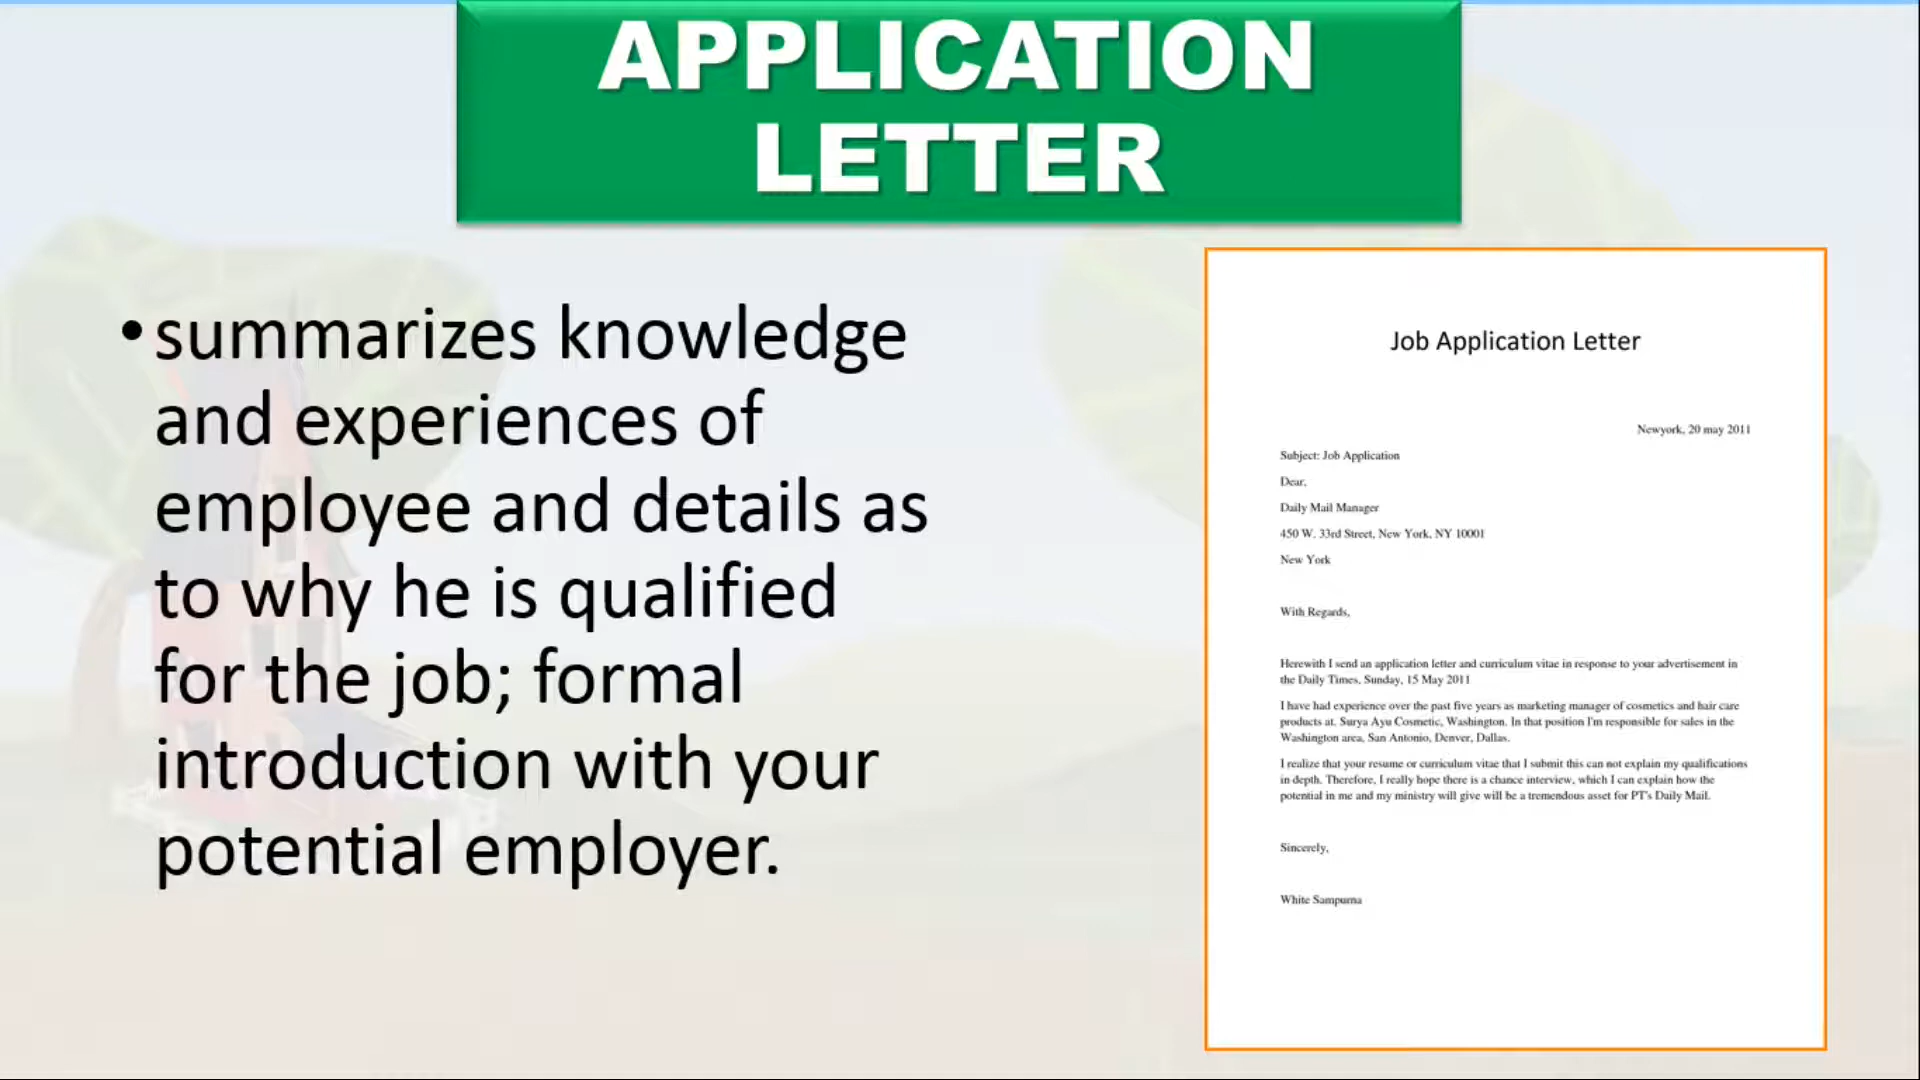 APPLICATION
LETTER
•summarizes knowledge
and experiences of
employee and details as
to why he is qualified
for the job; formal
introduction with your
potential employer.
Job Application Letter
Newyork, 20 may 2011
Subject: Job Application
Dear,
Daily Mail Manager
450 W. 33rd Street, New York, NY 10001
New York
With Regards,
Herewith I send an application letter and curriculum vitae in response to your advertisement in
the Daily Times, Sunday, 15 May 2011
I have had experience over the past five years as marketing manager of cosmetics and hair care
products at. Surya Ayu Cosmetic, Washington. In that position I'm responsible for sales in the
Washington area, San Antonio, Denver, Dallas.
I realize that your resume or curriculum vitae that I submit this can not explain my qualifications
in depth. Therefore, I really hope there is a chance interview, which I can explain how the
potential in me and my ministry will give will be a tremendous asset for PT's Daily Mail.
Sincerely,
White Sampurna